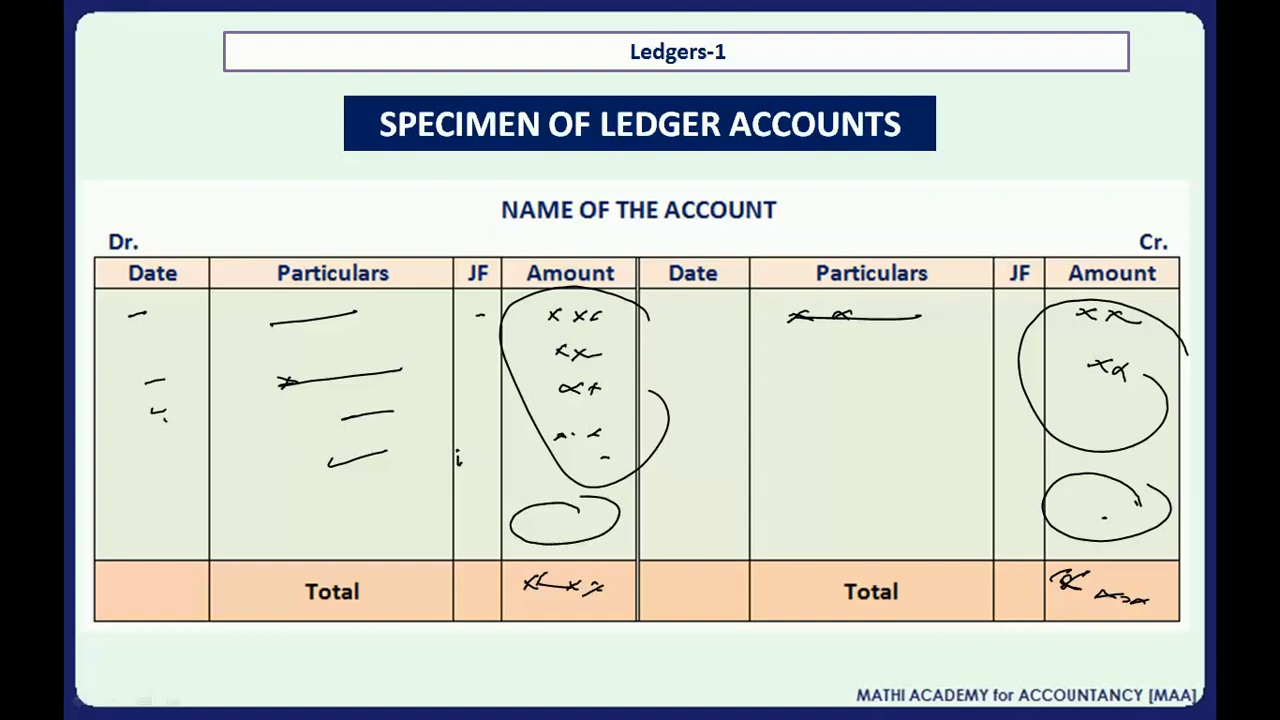 Ledgers-1
SPECIMEN OF LEDGER ACCOUNTS
NAME OF THE ACCOUNT
Dr. Cr.
Date Particulars JF Amount Date Particulars JF Amount
Total Total
MATHI ACADEMY for ACCOUNTANCY [MAA]